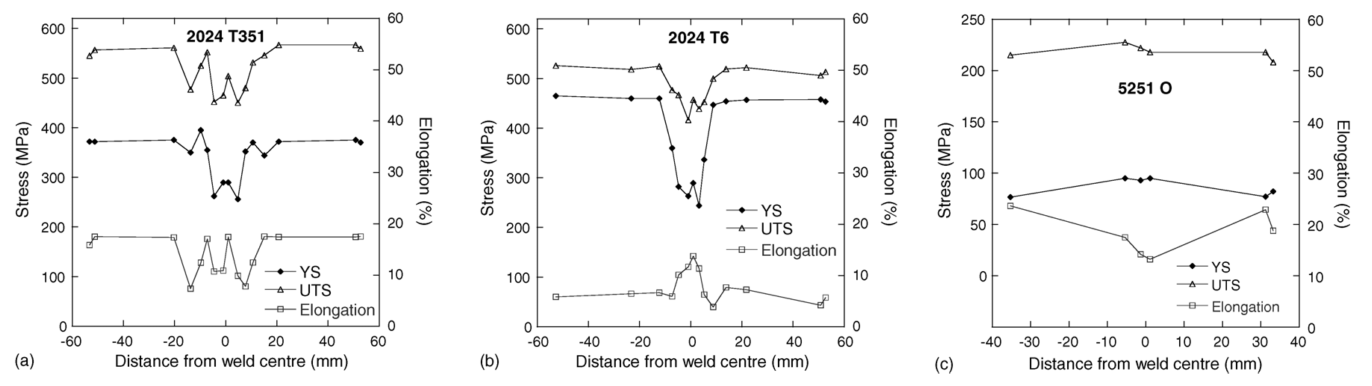 2024 T351
Stress (MPa)
600
500
400
300
200
100
0
60
50
40
30
20
10
0
Elongation (%)
YS
UTS
Elongation
-60 -40 -20 0 20 40 60
(a) Distance from weld centre (mm)
2024 T6
Stress (MPa)
600
500
400
300
200
100
0
60
50
40
30
20
10
0
Elongation (%)
YS
UTS
Elongation
-60 -40 -20 0 20 40 60
(b) Distance from weld centre (mm)
5251 O
Stress (MPa)
250
200
150
100
50
0
60
50
40
30
20
10
0
Elongation (%)
YS
UTS
Elongation
-40 -30 -20 -10 0 10 20 30 40
(c) Distance from weld centre (mm)